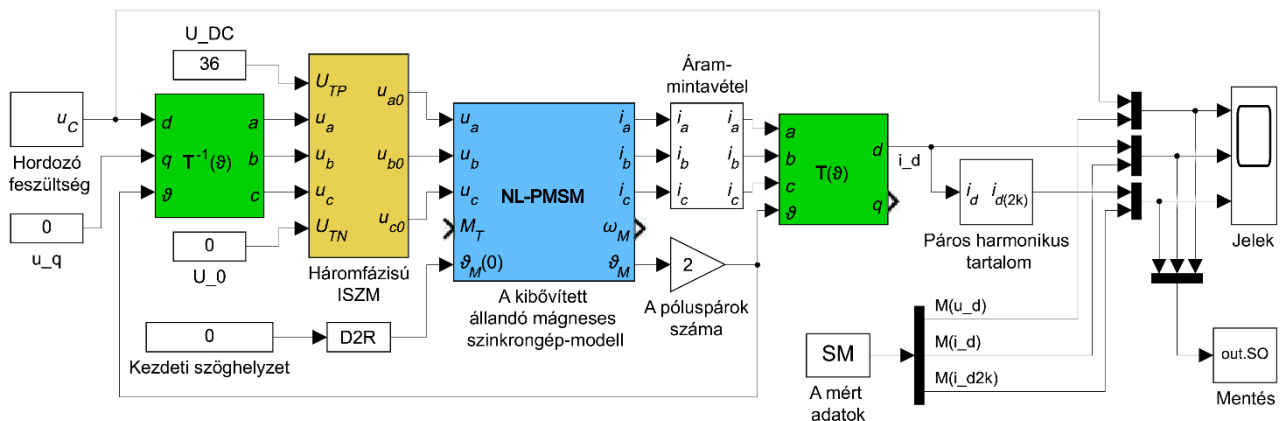 u_C
Hordozó
feszültség
0
u_q
U_DC
36
d
q
ϑ
T⁻¹(ϑ)
a
b
c
0
U_0
U_TP
u_a
u_b
u_c
U_TN
u_a0
u_b0
u_c0
Háromfázisú
ISZM
0
Kezdeti szöghelyzet
D2R
u_a
u_b
u_c
M_T
ϑ_M(0)
NL-PMSM
i_a
i_b
i_c
ω_M
ϑ_M
A kibővített
állandó mágneses
szinkrongép-modell
Áram-
mintavétel
i_a
i_b
i_c
i_a
i_b
i_c
2
A póluspárok
száma
a
b
c
ϑ
T(ϑ)
d
q
i_d
i_d
i_d(2k)
Páros harmonikus
tartalom
SM
A mért
adatok
M(u_d)
M(i_d)
M(i_d2k)
Jelek
out.SO
Mentés